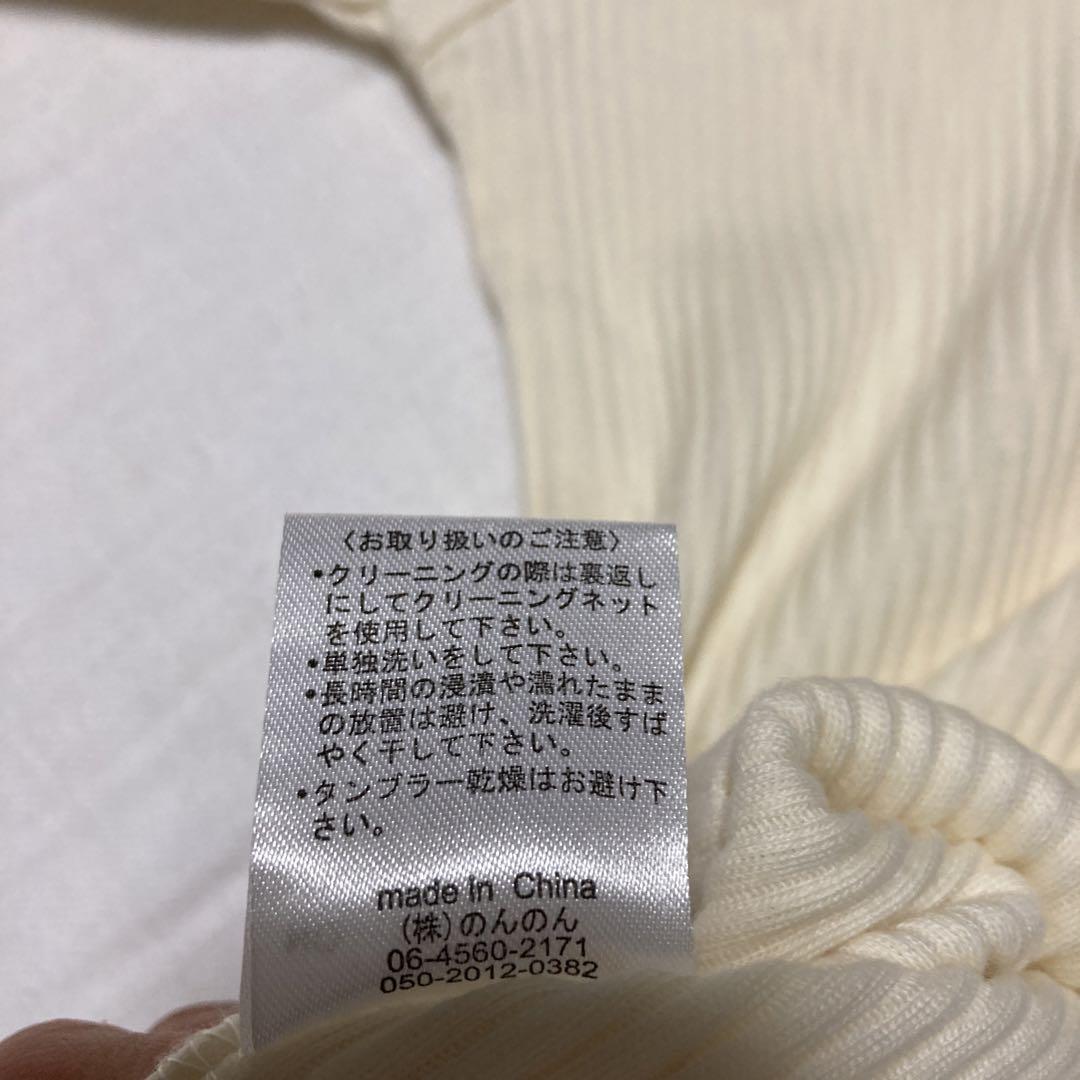 〈お取り扱いのご注意〉
•クリーニングの際は裏返し
にしてクリーニングネット
を使用して下さい。
•単独洗いをして下さい。
•長時間の浸漬や濡れたまま
の放置は避け、洗濯後すば
やく干して下さい。
•タンブラー乾燥はお避け下
さい。
made in China
(株)のんのん
06-4560-2171
050-2012-0382